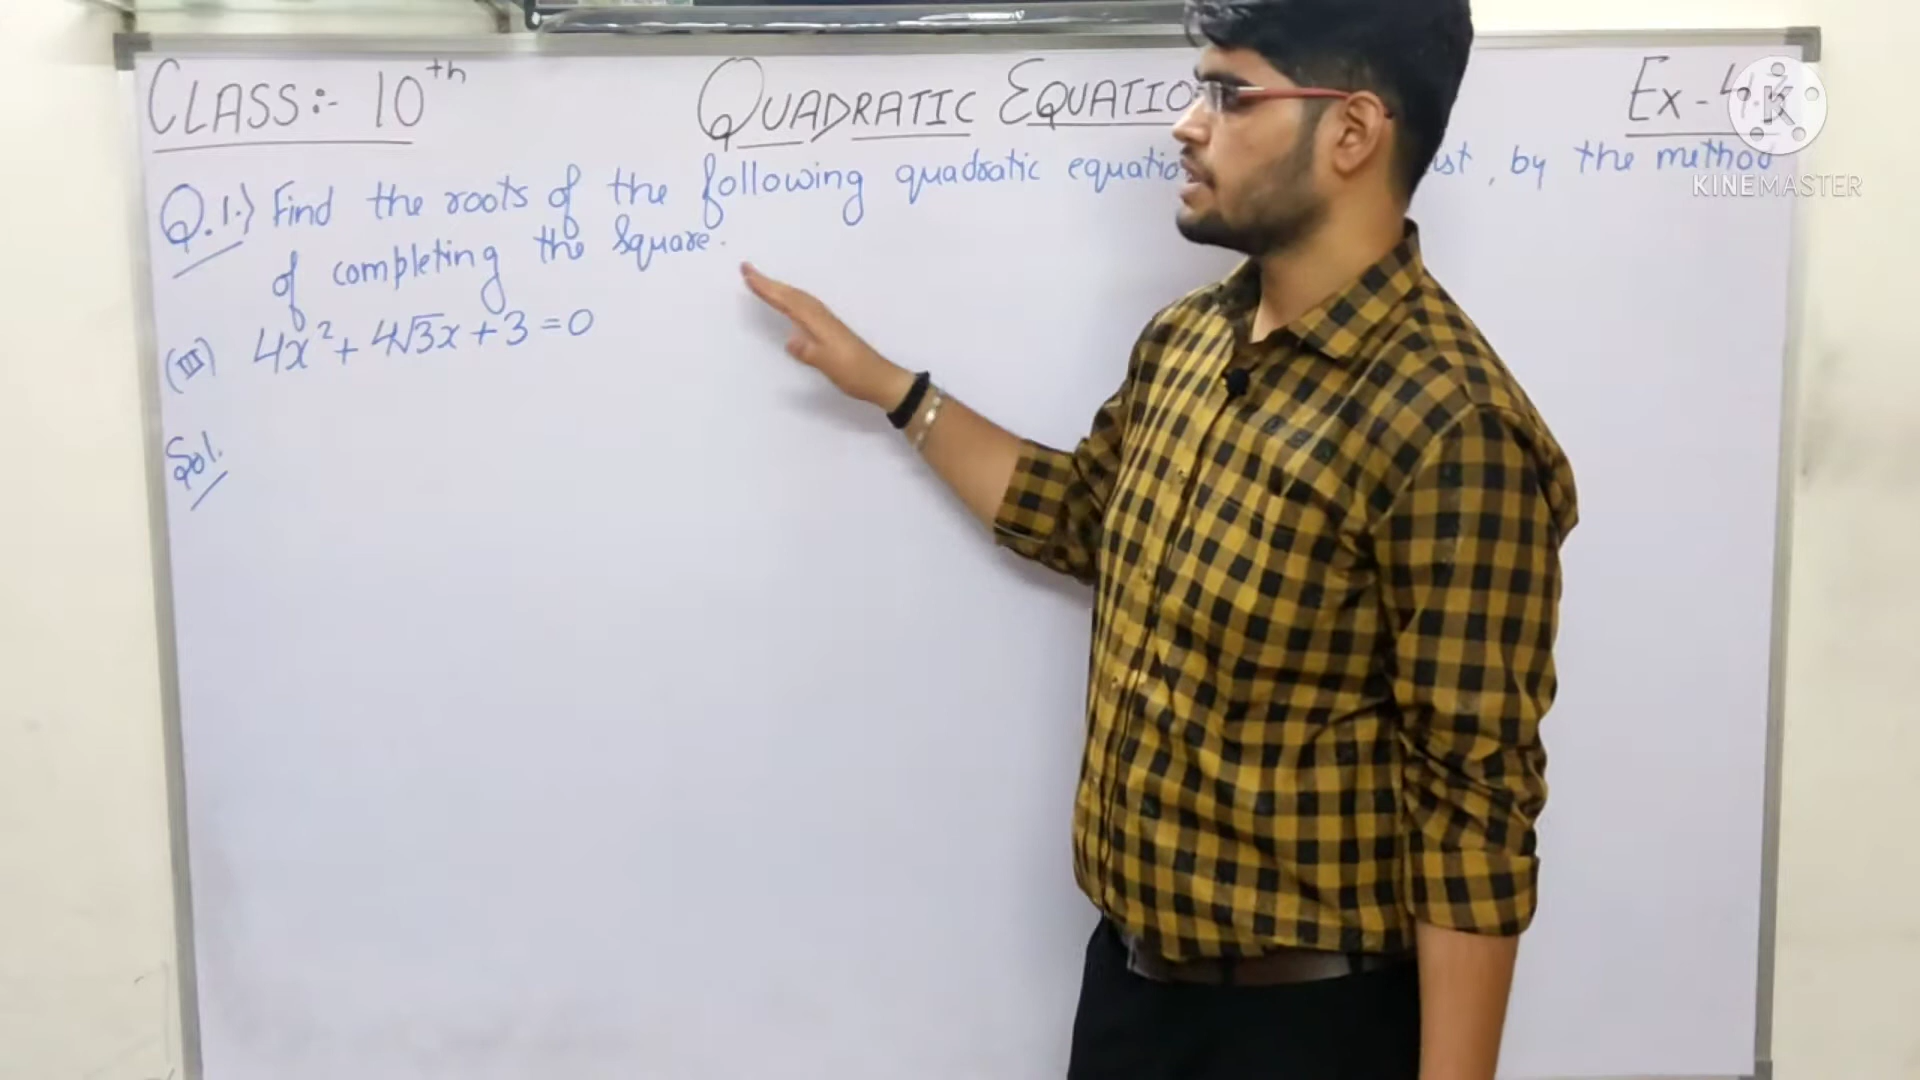 CLASS:- 10th QUADRATIC EQUATIO Ex - 4.
Q.1.) Find the roots of the following quadratic equatio ist, by the method
KINEMASTER
of completing the square.
(III) 4x² + 4√3x + 3 = 0
Sol.